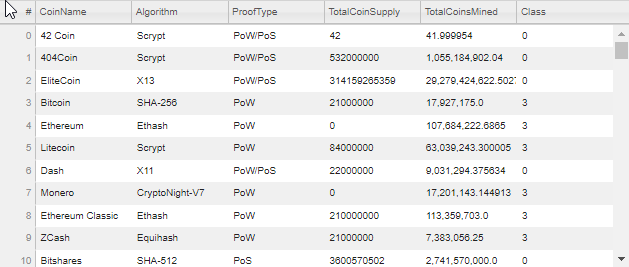 # CoinName Algorithm ProofType TotalCoinSupply TotalCoinsMined Class
0 42 Coin Scrypt PoW/PoS 42 41.999954 0
1 404Coin Scrypt PoW/PoS 532000000 1,055,184,902.04 0
2 EliteCoin X13 PoW/PoS 314159265359 29,279,424,622.502 0
3 Bitcoin SHA-256 PoW 21000000 17,927,175.0 3
4 Ethereum Ethash PoW 0 107,684,222.6865 3
5 Litecoin Scrypt PoW 84000000 63,039,243.300005 3
6 Dash X11 PoW/PoS 22000000 9,031,294.375634 0
7 Monero CryptoNight-V7 PoW 0 17,201,143.144913 3
8 Ethereum Classic Ethash PoW 210000000 113,359,703.0 3
9 ZCash Equihash PoW 21000000 7,383,056.25 3
10 Bitshares SHA-512 PoS 3600570502 2,741,570,000.0 0